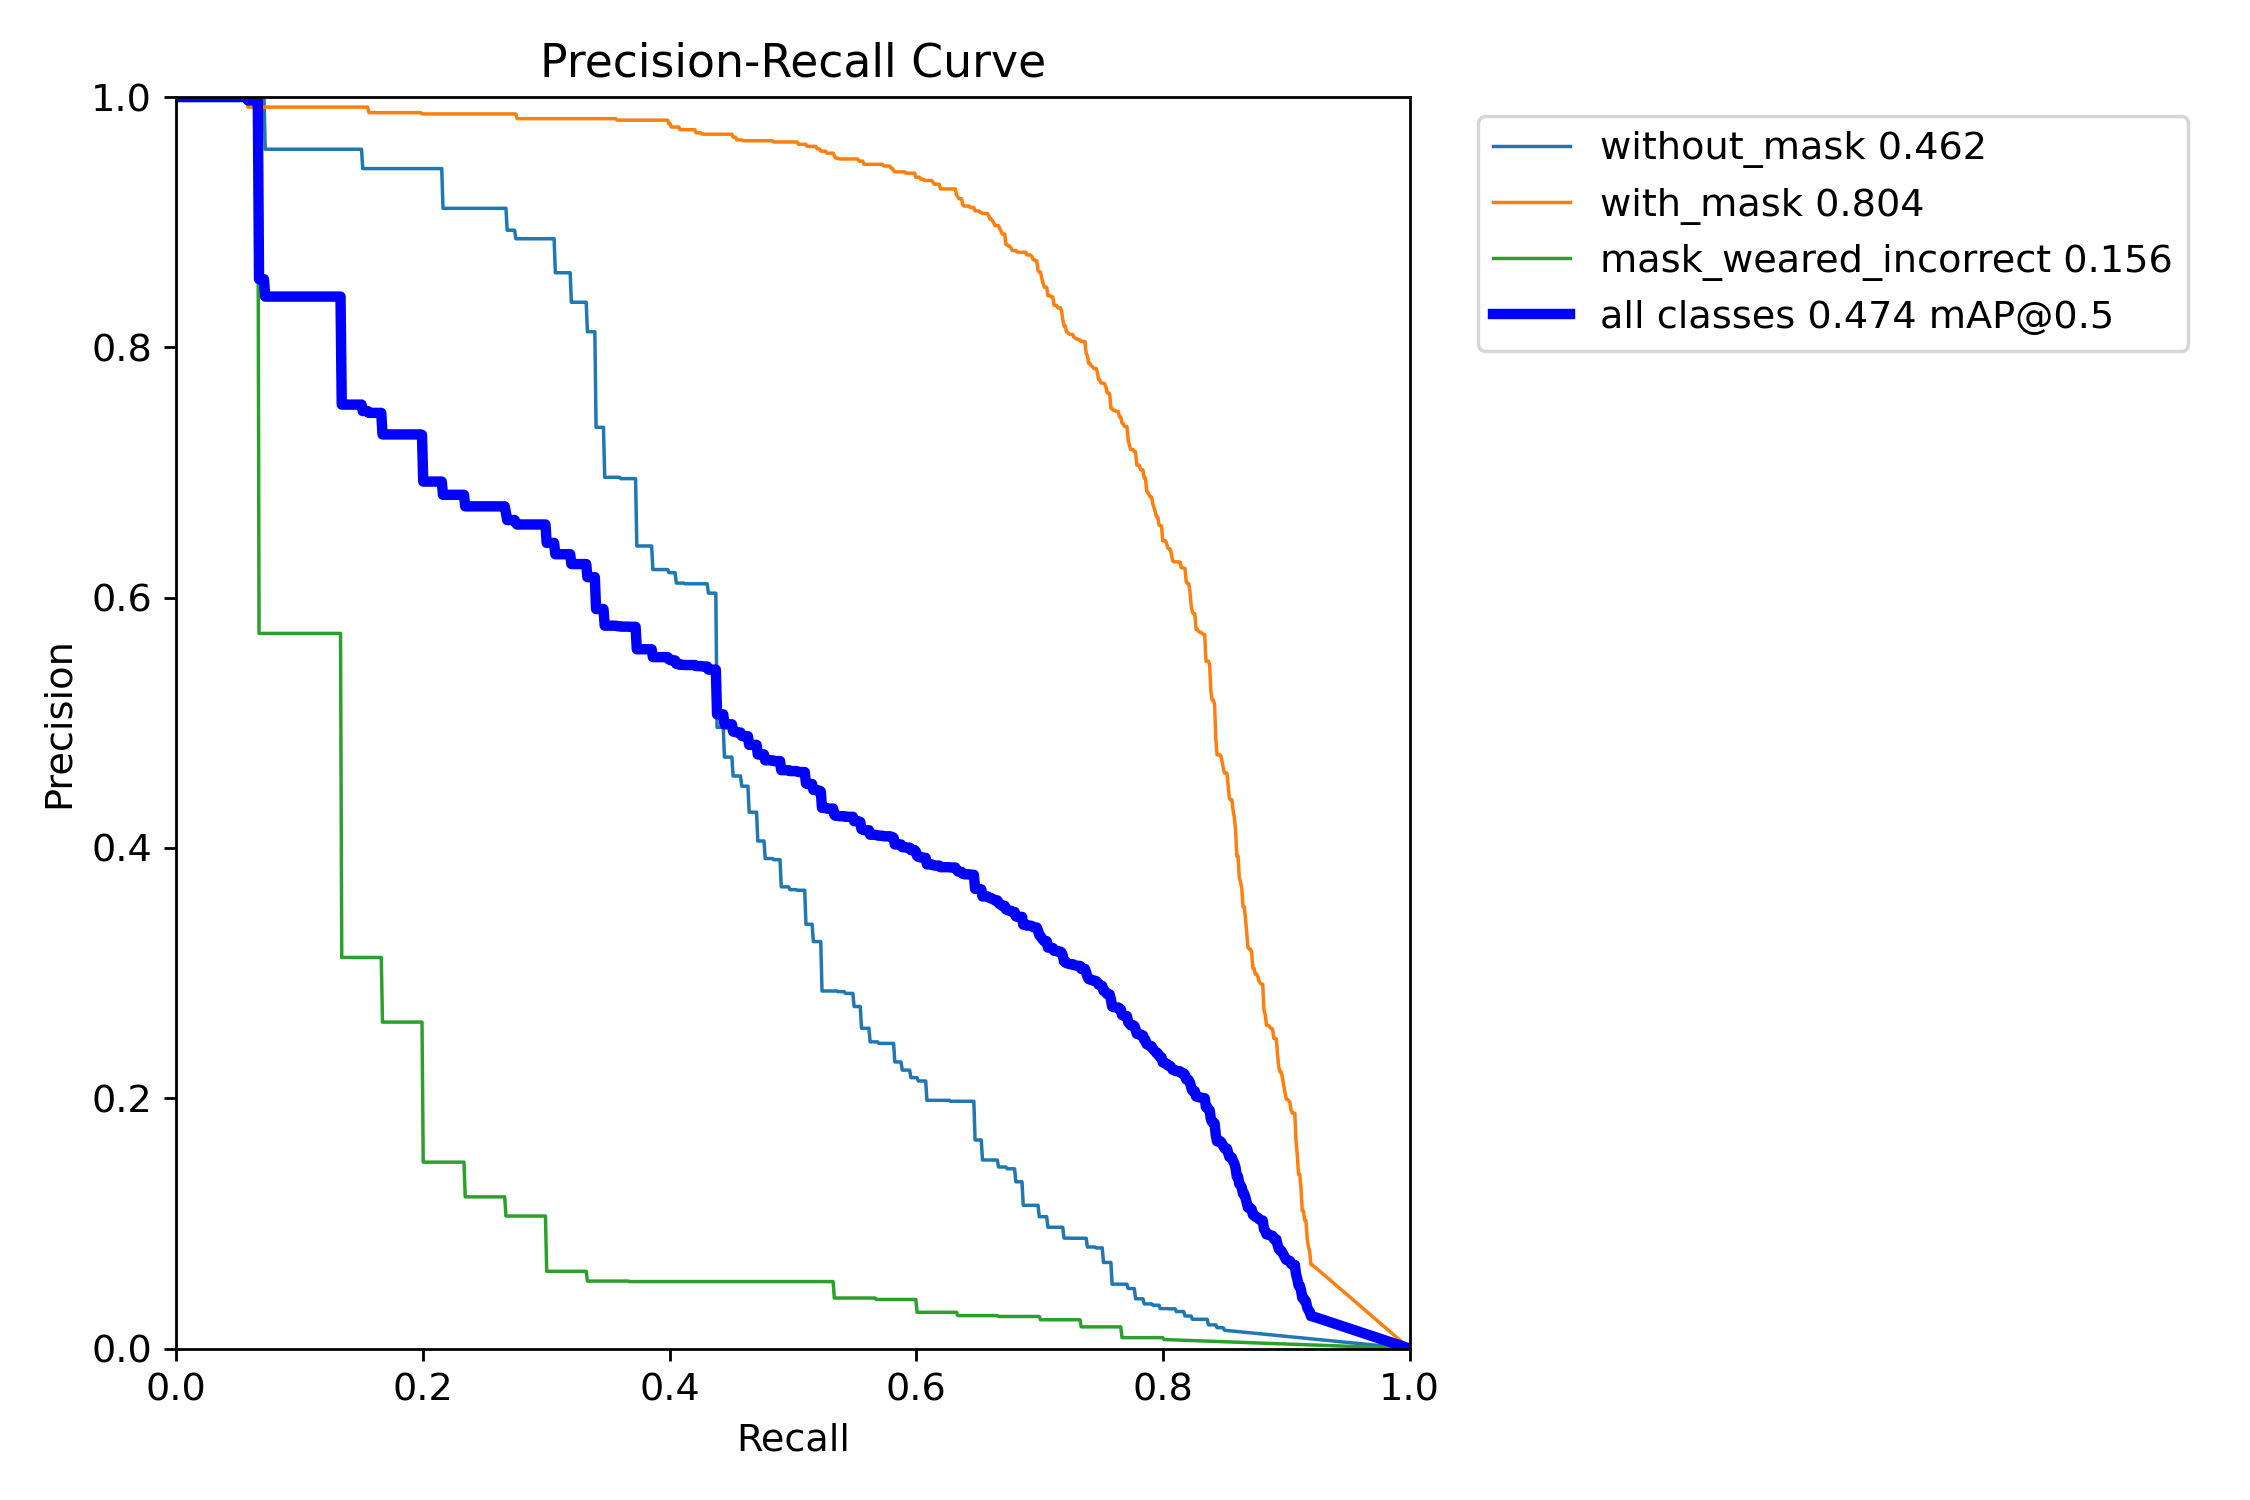 Precision-Recall Curve
1.0
0.8
0.6
0.4
0.2
0.0
Precision
0.0 0.2 0.4 0.6 0.8 1.0
Recall
without_mask 0.462
with_mask 0.804
mask_weared_incorrect 0.156
all classes 0.474 mAP@0.5